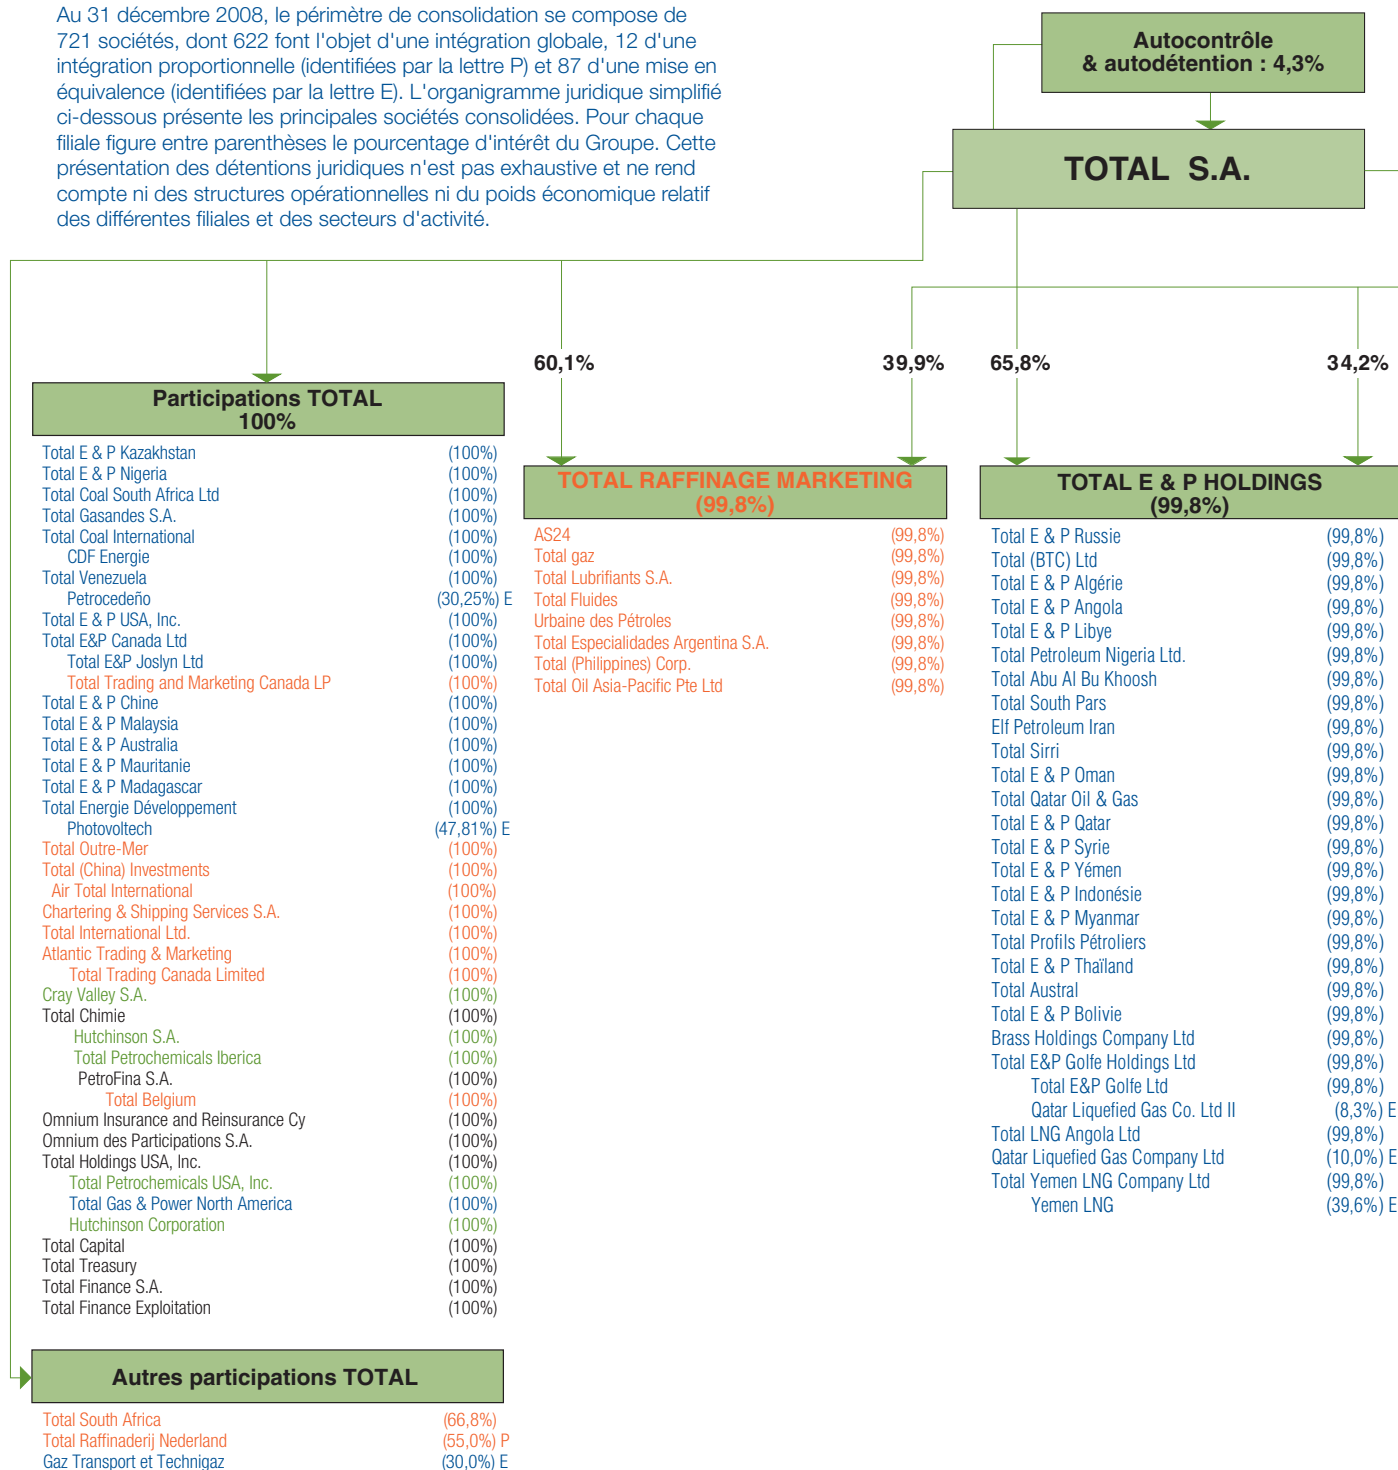 Au 31 décembre 2008, le périmètre de consolidation se compose de
721 sociétés, dont 622 font l'objet d'une intégration globale, 12 d'une
intégration proportionnelle (identifiées par la lettre P) et 87 d'une mise en
équivalence (identifiées par la lettre E). L'organigramme juridique simplifié
ci-dessous présente les principales sociétés consolidées. Pour chaque
filiale figure entre parenthèses le pourcentage d'intérêt du Groupe. Cette
présentation des détentions juridiques n'est pas exhaustive et ne rend
compte ni des structures opérationnelles ni du poids économique relatif
des différentes filiales et des secteurs d'activité.
Autocontrôle
& autodétention : 4,3%
TOTAL S.A.
60,1% 39,9% 65,8% 34,2%
Participations TOTAL
100%
Total E & P Kazakhstan (100%)
Total E & P Nigeria (100%)
Total Coal South Africa Ltd (100%)
Total Gasandes S.A. (100%)
Total Coal International (100%)
CDF Energie (100%)
Total Venezuela (100%)
Petrocedeño (30,25%) E
Total E & P USA, Inc. (100%)
Total E&P Canada Ltd (100%)
Total E&P Joslyn Ltd (100%)
Total Trading and Marketing Canada LP (100%)
Total E & P Chine (100%)
Total E & P Malaysia (100%)
Total E & P Australia (100%)
Total E & P Mauritanie (100%)
Total E & P Madagascar (100%)
Total Energie Développement (100%)
Photovoltech (47,81%) E
Total Outre-Mer (100%)
Total (China) Investments (100%)
Air Total International (100%)
Chartering & Shipping Services S.A. (100%)
Total International Ltd. (100%)
Atlantic Trading & Marketing (100%)
Total Trading Canada Limited (100%)
Cray Valley S.A. (100%)
Total Chimie (100%)
Hutchinson S.A. (100%)
Total Petrochemicals Iberica (100%)
PetroFina S.A. (100%)
Total Belgium (100%)
Omnium Insurance and Reinsurance Cy (100%)
Omnium des Participations S.A. (100%)
Total Holdings USA, Inc. (100%)
Total Petrochemicals USA, Inc. (100%)
Total Gas & Power North America (100%)
Hutchinson Corporation (100%)
Total Capital (100%)
Total Treasury (100%)
Total Finance S.A. (100%)
Total Finance Exploitation (100%)
Autres participations TOTAL
Total South Africa (66,8%)
Total Raffinaderij Nederland (55,0%) P
Gaz Transport et Technigaz (30,0%) E
TOTAL RAFFINAGE MARKETING
(99,8%)
AS24 (99,8%)
Total gaz (99,8%)
Total Lubrifiants S.A. (99,8%)
Total Fluides (99,8%)
Urbaine des Pétroles (99,8%)
Total Especialidades Argentina S.A. (99,8%)
Total (Philippines) Corp. (99,8%)
Total Oil Asia-Pacific Pte Ltd (99,8%)
TOTAL E & P HOLDINGS
(99,8%)
Total E & P Russie (99,8%)
Total (BTC) Ltd (99,8%)
Total E & P Algérie (99,8%)
Total E & P Angola (99,8%)
Total E & P Libye (99,8%)
Total Petroleum Nigeria Ltd. (99,8%)
Total Abu Al Bu Khoosh (99,8%)
Total South Pars (99,8%)
Elf Petroleum Iran (99,8%)
Total Sirri (99,8%)
Total E & P Oman (99,8%)
Total Qatar Oil & Gas (99,8%)
Total E & P Qatar (99,8%)
Total E & P Syrie (99,8%)
Total E & P Yémen (99,8%)
Total E & P Indonésie (99,8%)
Total E & P Myanmar (99,8%)
Total Profils Pétroliers (99,8%)
Total E & P Thaïland (99,8%)
Total Austral (99,8%)
Total E & P Bolivie (99,8%)
Brass Holdings Company Ltd (99,8%)
Total E&P Golfe Holdings Ltd (99,8%)
Total E&P Golfe Ltd (99,8%)
Qatar Liquefied Gas Co. Ltd II (8,3%) E
Total LNG Angola Ltd (99,8%)
Qatar Liquefied Gas Company Ltd (10,0%) E
Total Yemen LNG Company Ltd (99,8%)
Yemen LNG (39,6%) E